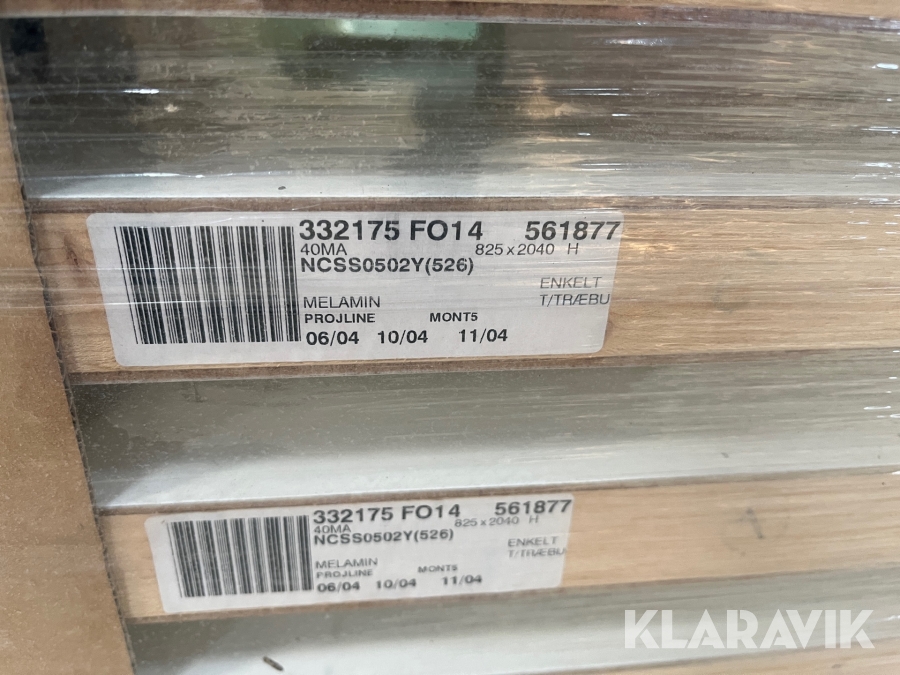 332175 FO14 561877
40MA 825 x 2040 H
NCSS0502Y(526)
ENKELT
MELAMIN T/TRÆBU
PROJLINE MONT5
06/04 10/04 11/04
332175 FO14 561877
40MA 825 x 2040 H
NCSS0502Y(526)
ENKELT
MELAMIN T/TRÆBU
PROJLINE MONT5
06/04 10/04 11/04
KLARAVIK